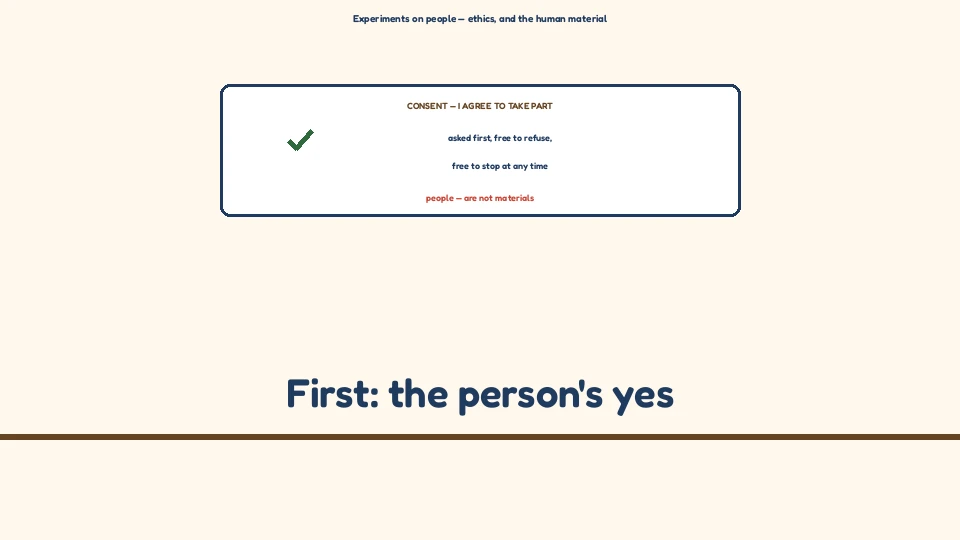 Experiments on people — ethics, and the human material
CONSENT — I AGREE TO TAKE PART
asked first, free to refuse,
free to stop at any time
people — are not materials
First: the person's yes